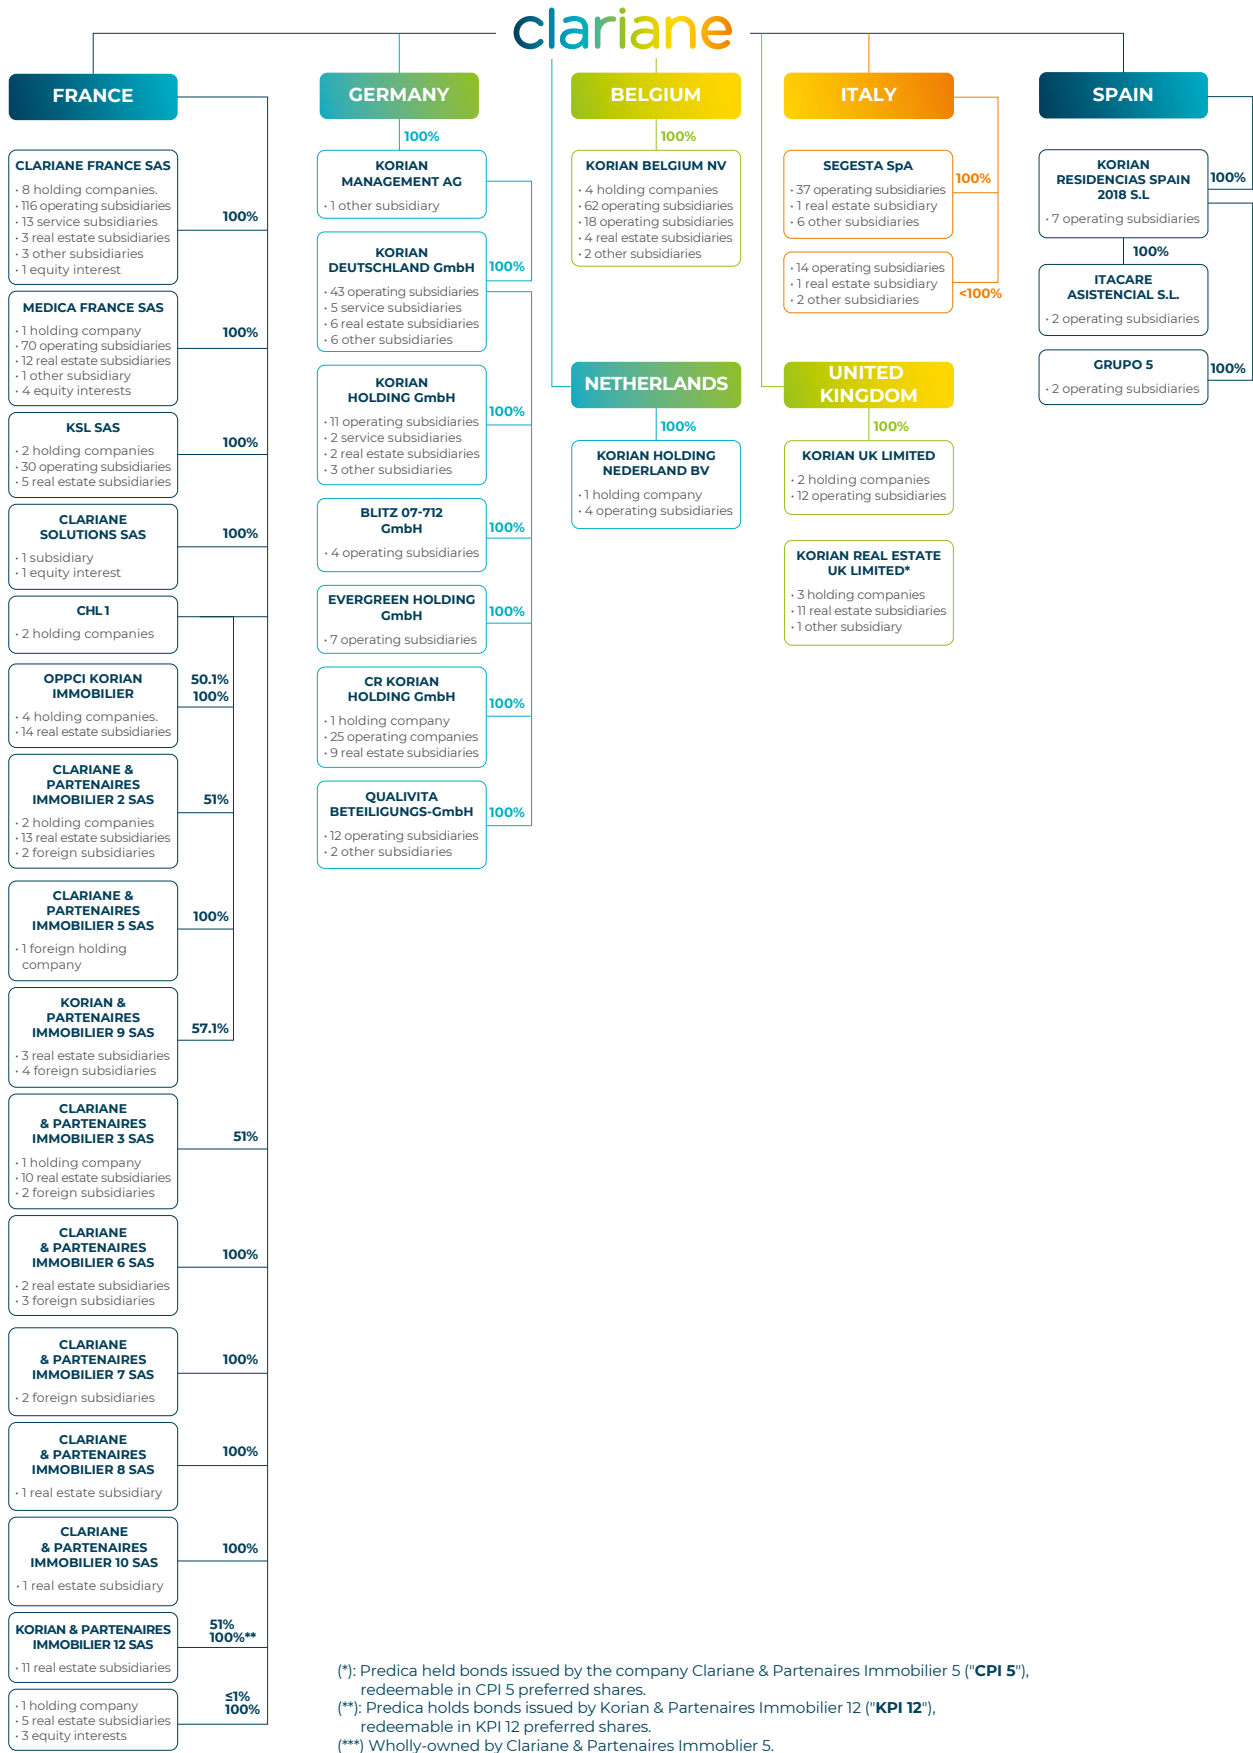 clariane
FRANCE
CLARIANE FRANCE SAS
• 8 holding companies.
• 116 operating subsidiaries
• 13 service subsidiaries
• 3 real estate subsidiaries
• 3 other subsidiaries
• 1 equity interest
100%
MEDICA FRANCE SAS
• 1 holding company
• 70 operating subsidiaries
• 12 real estate subsidiaries
• 1 other subsidiary
• 4 equity interests
100%
KSL SAS
• 2 holding companies
• 30 operating subsidiaries
• 5 real estate subsidiaries
100%
CLARIANE
SOLUTIONS SAS
• 1 subsidiary
• 1 equity interest
100%
CHL 1
• 2 holding companies
OPPCI KORIAN
IMMOBILIER
• 4 holding companies.
• 14 real estate subsidiaries
50.1%
100%
CLARIANE &
PARTENAIRES
IMMOBILIER 2 SAS
• 2 holding companies
• 13 real estate subsidiaries
• 2 foreign subsidiaries
51%
CLARIANE &
PARTENAIRES
IMMOBILIER 5 SAS
• 1 foreign holding
company
100%
KORIAN &
PARTENAIRES
IMMOBILIER 9 SAS
• 3 real estate subsidiaries
• 4 foreign subsidiaries
57.1%
CLARIANE
& PARTENAIRES
IMMOBILIER 3 SAS
• 1 holding company
• 10 real estate subsidiaries
• 2 foreign subsidiaries
51%
CLARIANE
& PARTENAIRES
IMMOBILIER 6 SAS
• 2 real estate subsidiaries
• 3 foreign subsidiaries
100%
CLARIANE
& PARTENAIRES
IMMOBILIER 7 SAS
• 2 foreign subsidiaries
100%
CLARIANE
& PARTENAIRES
IMMOBILIER 8 SAS
• 1 real estate subsidiary
100%
CLARIANE
& PARTENAIRES
IMMOBILIER 10 SAS
• 1 real estate subsidiary
100%
KORIAN & PARTENAIRES
IMMOBILIER 12 SAS
• 11 real estate subsidiaries
51%
100%**
• 1 holding company
• 5 real estate subsidiaries
• 3 equity interests
≤1%
100%
GERMANY
100%
KORIAN
MANAGEMENT AG
• 1 other subsidiary
KORIAN
DEUTSCHLAND GmbH
• 43 operating subsidiaries
• 5 service subsidiaries
• 6 real estate subsidiaries
• 6 other subsidiaries
100%
KORIAN
HOLDING GmbH
• 11 operating subsidiaries
• 2 service subsidiaries
• 2 real estate subsidiaries
• 3 other subsidiaries
100%
BLITZ 07-712
GmbH
• 4 operating subsidiaries
100%
EVERGREEN HOLDING
GmbH
• 7 operating subsidiaries
100%
CR KORIAN
HOLDING GmbH
• 1 holding company
• 25 operating companies
• 9 real estate subsidiaries
100%
QUALIVITA
BETEILIGUNGS-GmbH
• 12 operating subsidiaries
• 2 other subsidiaries
100%
BELGIUM
100%
KORIAN BELGIUM NV
• 4 holding companies
• 62 operating subsidiaries
• 18 operating subsidiaries
• 4 real estate subsidiaries
• 2 other subsidiaries
NETHERLANDS
100%
KORIAN HOLDING
NEDERLAND BV
• 1 holding company
• 4 operating subsidiaries
ITALY
SEGESTA SpA
• 37 operating subsidiaries
• 1 real estate subsidiary
• 6 other subsidiaries
100%
• 14 operating subsidiaries
• 1 real estate subsidiary
• 2 other subsidiaries
<100%
UNITED
KINGDOM
100%
KORIAN UK LIMITED
• 2 holding companies
• 12 operating subsidiaries
KORIAN REAL ESTATE
UK LIMITED*
• 3 holding companies
• 11 real estate subsidiaries
• 1 other subsidiary
SPAIN
KORIAN
RESIDENCIAS SPAIN
2018 S.L
• 7 operating subsidiaries
100%
100%
ITACARE
ASISTENCIAL S.L.
• 2 operating subsidiaries
GRUPO 5
• 2 operating subsidiaries
100%
(*): Predica held bonds issued by the company Clariane & Partenaires Immobilier 5 ("CPI 5"),
redeemable in CPI 5 preferred shares.
(**): Predica holds bonds issued by Korian & Partenaires Immobilier 12 ("KPI 12"),
redeemable in KPI 12 preferred shares.
(***) Wholly-owned by Clariane & Partenaires Immoblier 5.